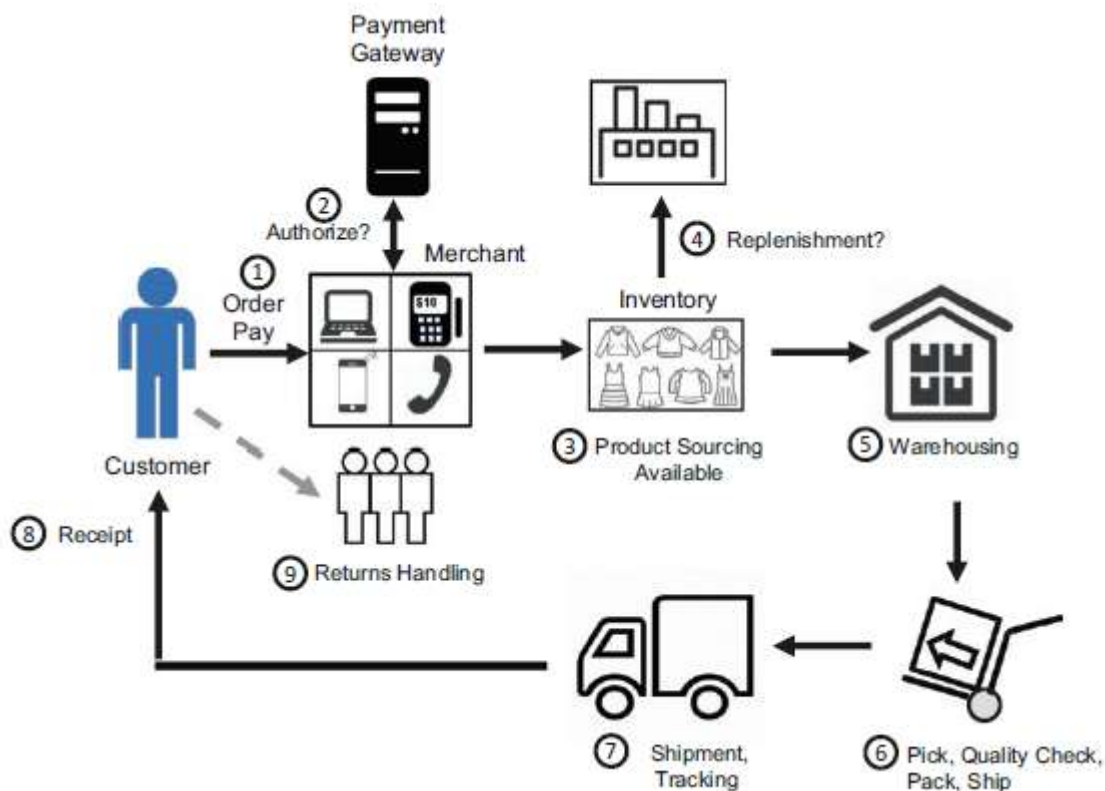 Payment
Gateway
2
Authorize?
Merchant
1
Order
Pay
$10
4 Replenishment?
Inventory
Customer
3 Product Sourcing
Available
5 Warehousing
8 Receipt
9 Returns Handling
7 Shipment,
Tracking
6 Pick, Quality Check,
Pack, Ship